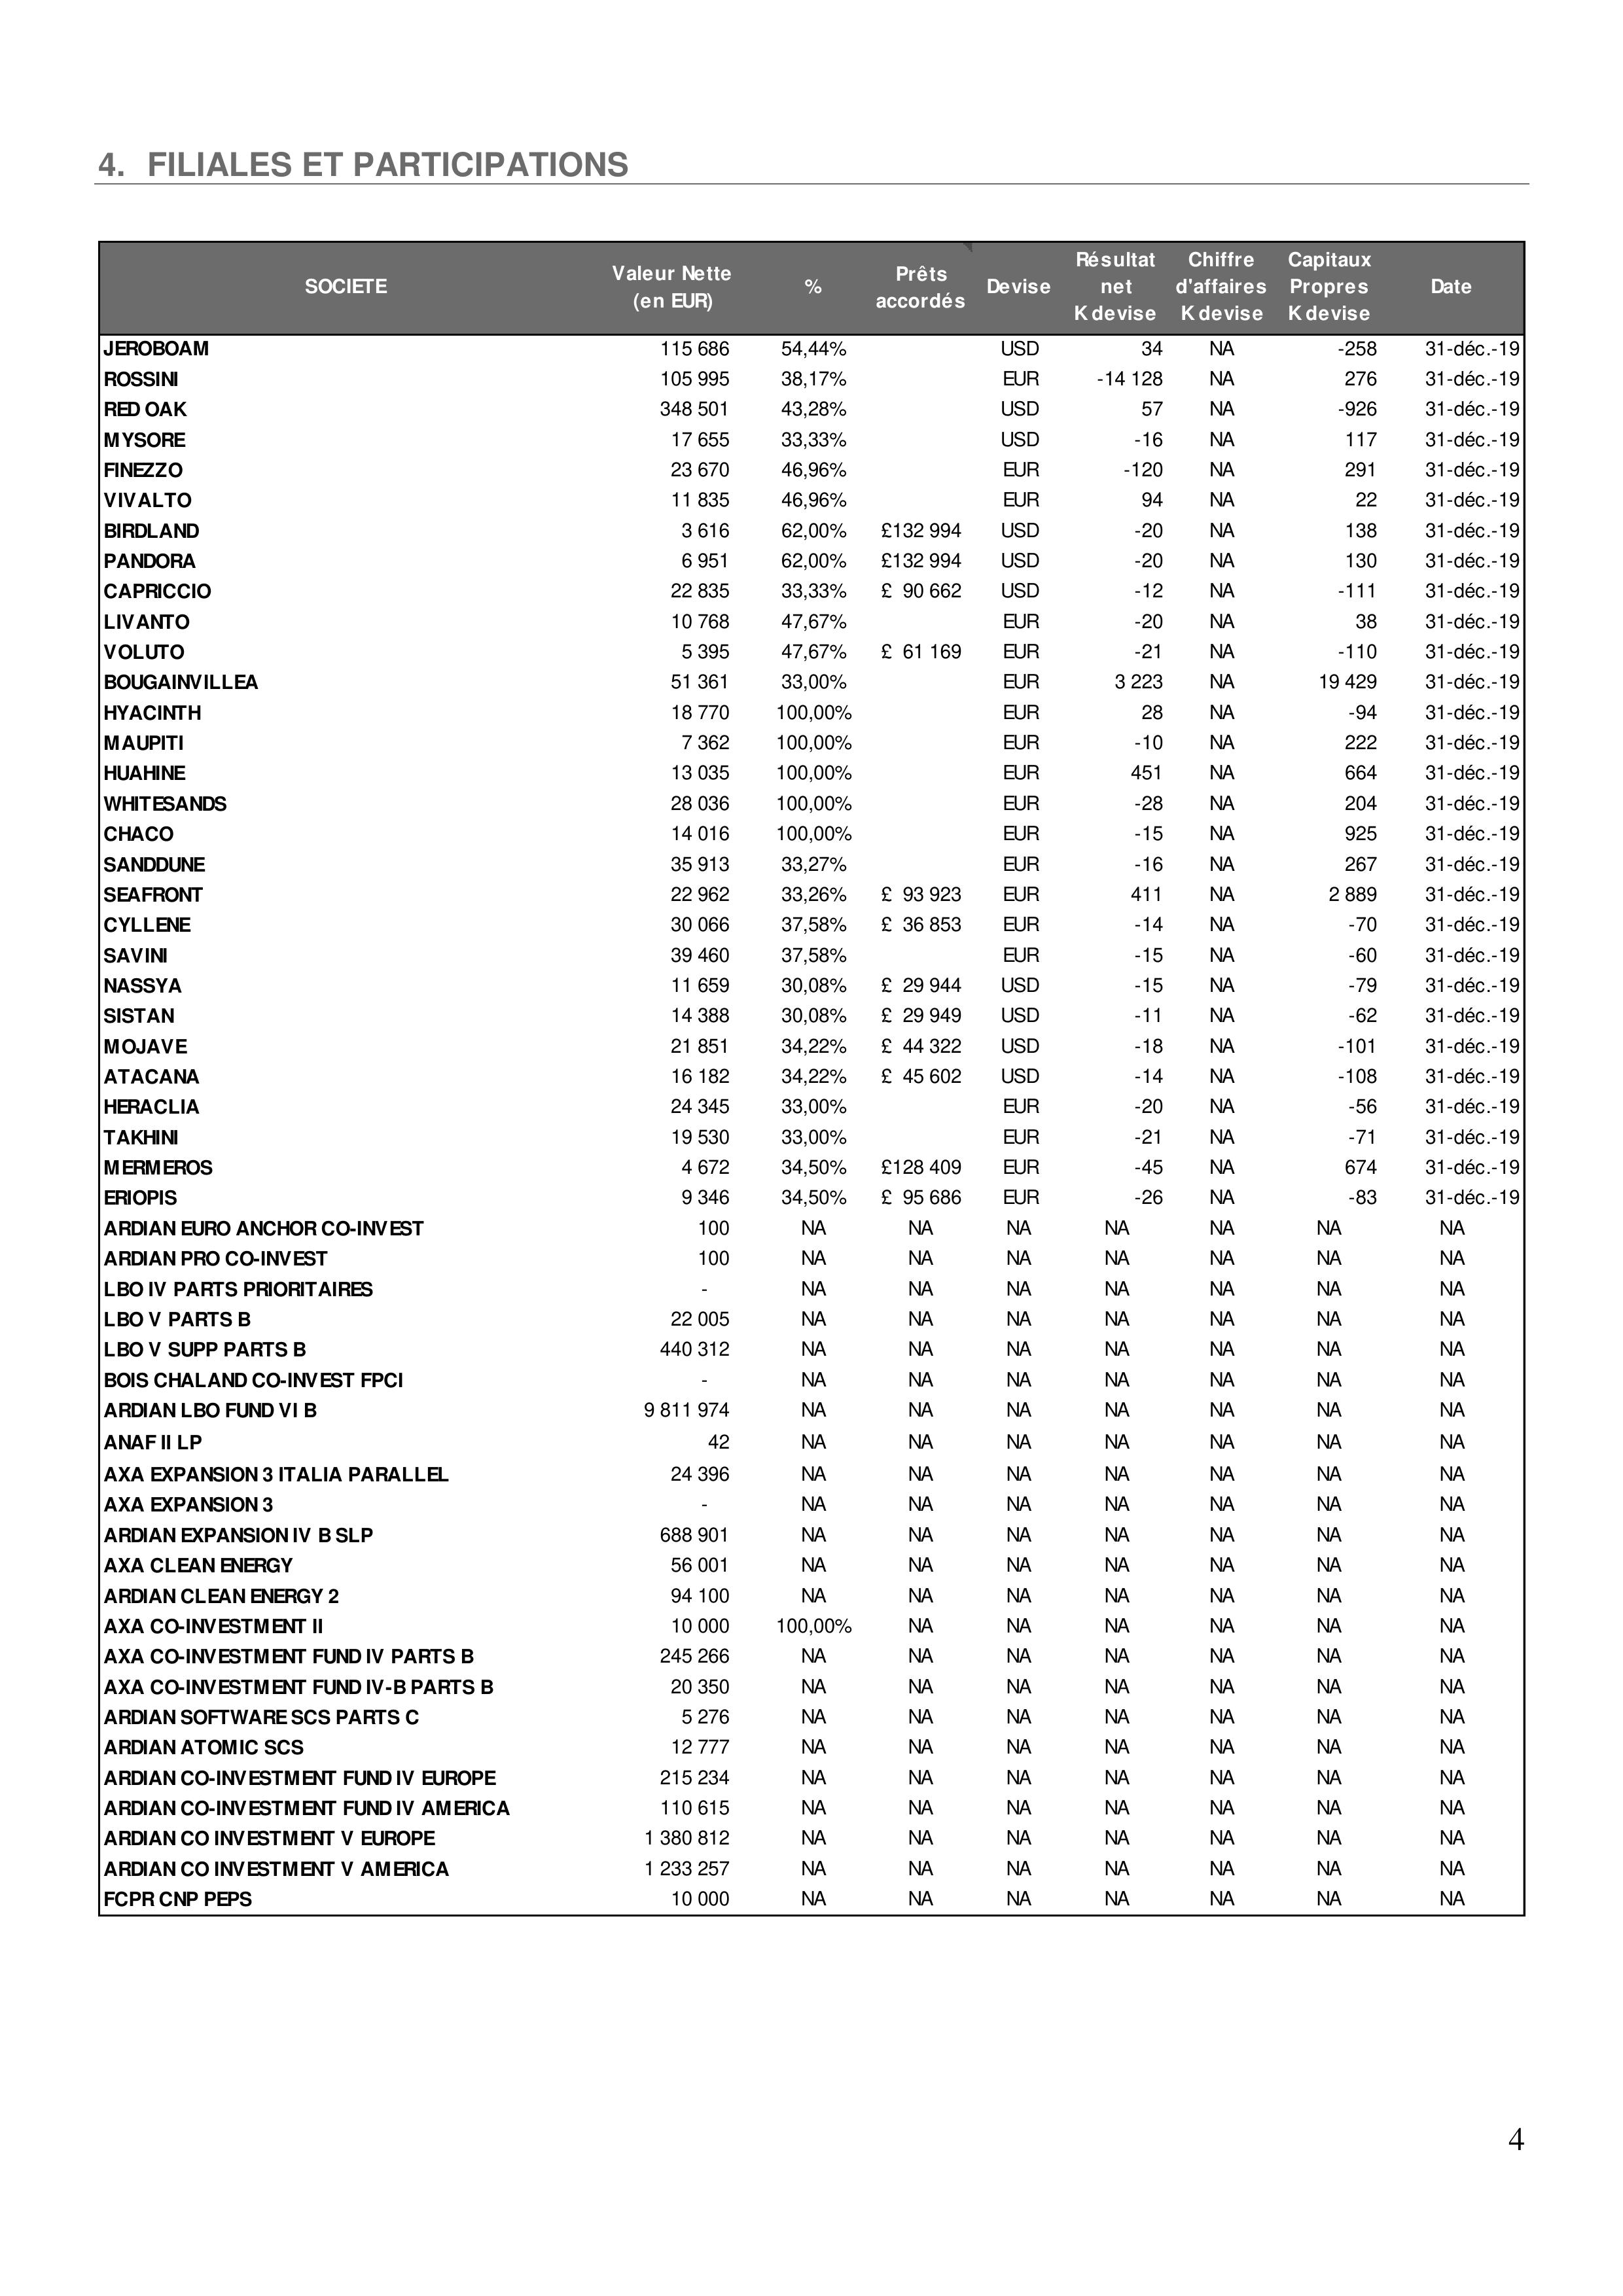 4. FILIALES ET PARTICIPATIONS
SOCIETE Valeur Nette (en EUR) % Prêts accordés Devise Résultat net K devise Chiffre d'affaires K devise Capitaux Propres K devise Date
JEROBOAM 115 686 54,44% USD 34 NA -258 31-déc.-19
ROSSINI 105 995 38,17% EUR -14 128 NA 276 31-déc.-19
RED OAK 348 501 43,28% USD 57 NA -926 31-déc.-19
MYSORE 17 655 33,33% USD -16 NA 117 31-déc.-19
FINEZZO 23 670 46,96% EUR -120 NA 291 31-déc.-19
VIVALTO 11 835 46,96% EUR 94 NA 22 31-déc.-19
BIRDLAND 3 616 62,00% £132 994 USD -20 NA 138 31-déc.-19
PANDORA 6 951 62,00% £132 994 USD -20 NA 130 31-déc.-19
CAPRICCIO 22 835 33,33% £ 90 662 USD -12 NA -111 31-déc.-19
LIVANTO 10 768 47,67% EUR -20 NA 38 31-déc.-19
VOLUTO 5 395 47,67% £ 61 169 EUR -21 NA -110 31-déc.-19
BOUGAINVILLEA 51 361 33,00% EUR 3 223 NA 19 429 31-déc.-19
HYACINTH 18 770 100,00% EUR 28 NA -94 31-déc.-19
MAUPITI 7 362 100,00% EUR -10 NA 222 31-déc.-19
HUAHINE 13 035 100,00% EUR 451 NA 664 31-déc.-19
WHITESANDS 28 036 100,00% EUR -28 NA 204 31-déc.-19
CHACO 14 016 100,00% EUR -15 NA 925 31-déc.-19
SANDDUNE 35 913 33,27% EUR -16 NA 267 31-déc.-19
SEAFRONT 22 962 33,26% £ 93 923 EUR 411 NA 2 889 31-déc.-19
CYLLENE 30 066 37,58% £ 36 853 EUR -14 NA -70 31-déc.-19
SAVINI 39 460 37,58% EUR -15 NA -60 31-déc.-19
NASSYA 11 659 30,08% £ 29 944 USD -15 NA -79 31-déc.-19
SISTAN 14 388 30,08% £ 29 949 USD -11 NA -62 31-déc.-19
MOJAVE 21 851 34,22% £ 44 322 USD -18 NA -101 31-déc.-19
ATACANA 16 182 34,22% £ 45 602 USD -14 NA -108 31-déc.-19
HERACLIA 24 345 33,00% EUR -20 NA -56 31-déc.-19
TAKHINI 19 530 33,00% EUR -21 NA -71 31-déc.-19
MERMEROS 4 672 34,50% £128 409 EUR -45 NA 674 31-déc.-19
ERIOPIS 9 346 34,50% £ 95 686 EUR -26 NA -83 31-déc.-19
ARDIAN EURO ANCHOR CO-INVEST 100 NA NA NA NA NA NA NA
ARDIAN PRO CO-INVEST 100 NA NA NA NA NA NA NA
LBO IV PARTS PRIORITAIRES - NA NA NA NA NA NA NA
LBO V PARTS B 22 005 NA NA NA NA NA NA NA
LBO V SUPP PARTS B 440 312 NA NA NA NA NA NA NA
BOIS CHALAND CO-INVEST FPCI - NA NA NA NA NA NA NA
ARDIAN LBO FUND VI B 9 811 974 NA NA NA NA NA NA NA
ANAF II LP 42 NA NA NA NA NA NA NA
AXA EXPANSION 3 ITALIA PARALLEL 24 396 NA NA NA NA NA NA NA
AXA EXPANSION 3 - NA NA NA NA NA NA NA
ARDIAN EXPANSION IV B SLP 688 901 NA NA NA NA NA NA NA
AXA CLEAN ENERGY 56 001 NA NA NA NA NA NA NA
ARDIAN CLEAN ENERGY 2 94 100 NA NA NA NA NA NA NA
AXA CO-INVESTMENT II 10 000 100,00% NA NA NA NA NA NA
AXA CO-INVESTMENT FUND IV PARTS B 245 266 NA NA NA NA NA NA NA
AXA CO-INVESTMENT FUND IV-B PARTS B 20 350 NA NA NA NA NA NA NA
ARDIAN SOFTWARE SCS PARTS C 5 276 NA NA NA NA NA NA NA
ARDIAN ATOMIC SCS 12 777 NA NA NA NA NA NA NA
ARDIAN CO-INVESTMENT FUND IV EUROPE 215 234 NA NA NA NA NA NA NA
ARDIAN CO-INVESTMENT FUND IV AMERICA 110 615 NA NA NA NA NA NA NA
ARDIAN CO INVESTMENT V EUROPE 1 380 812 NA NA NA NA NA NA NA
ARDIAN CO INVESTMENT V AMERICA 1 233 257 NA NA NA NA NA NA NA
FCPR CNP PEPS 10 000 NA NA NA NA NA NA NA
4